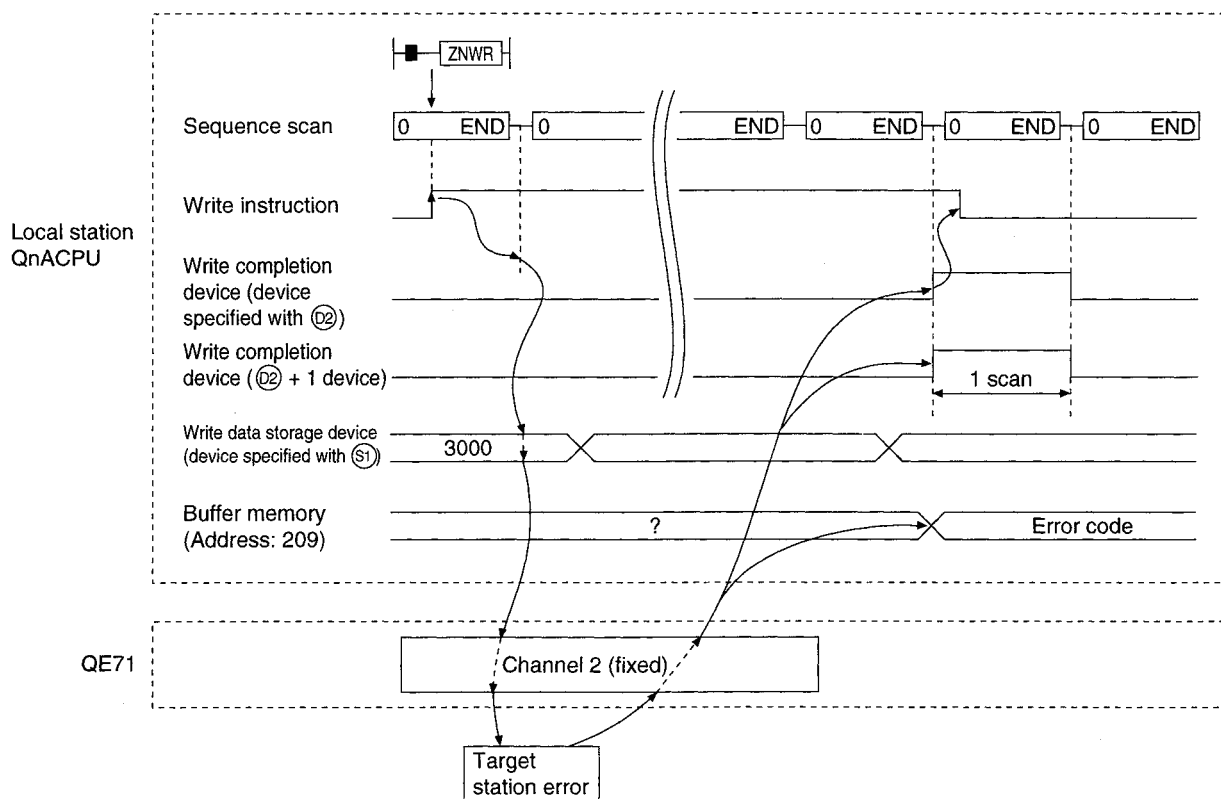 ZNWR
Sequence scan
0 END 0 END 0 END 0 END 0 END
Write instruction
Local station
QnACPU
Write completion
device (device
specified with D2)
Write completion
device (D2 + 1 device)
1 scan
Write data storage device
(device specified with S1)
3000
Buffer memory
(Address: 209)
?
Error code
QE71
Channel 2 (fixed)
Target
station error